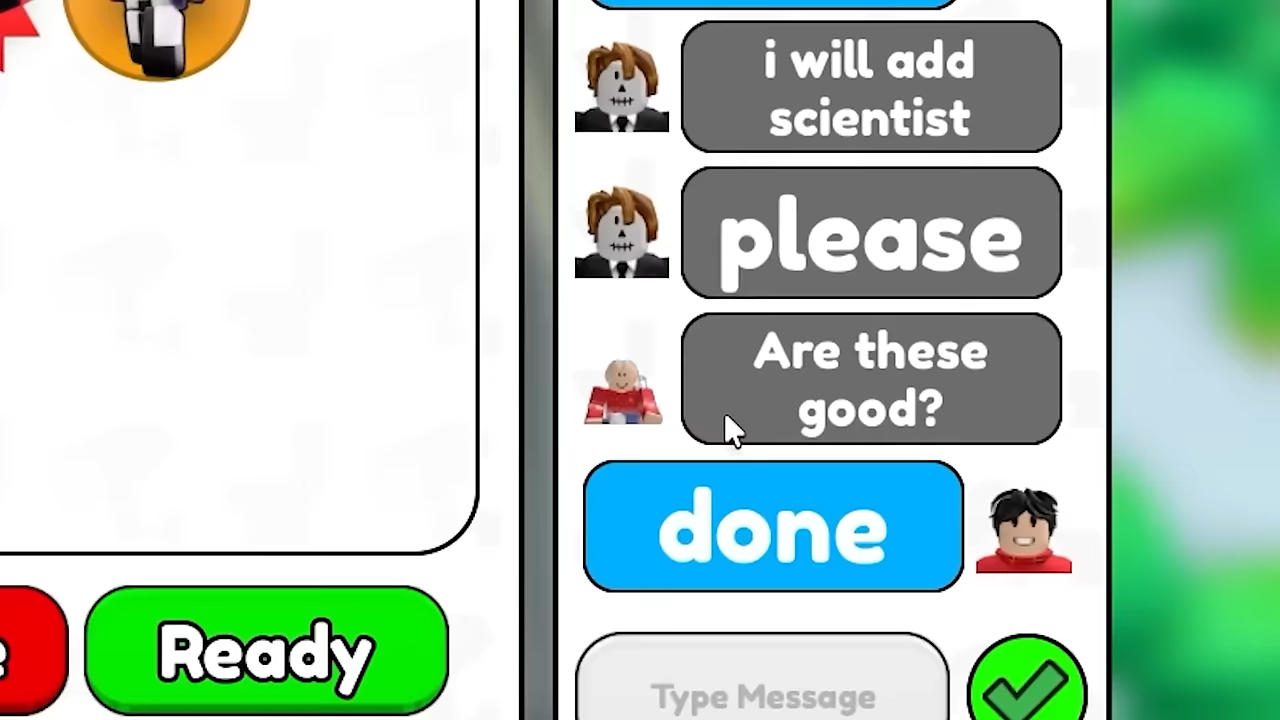 i will add
scientist
please
Are these
good?
done
Ready
Type Message